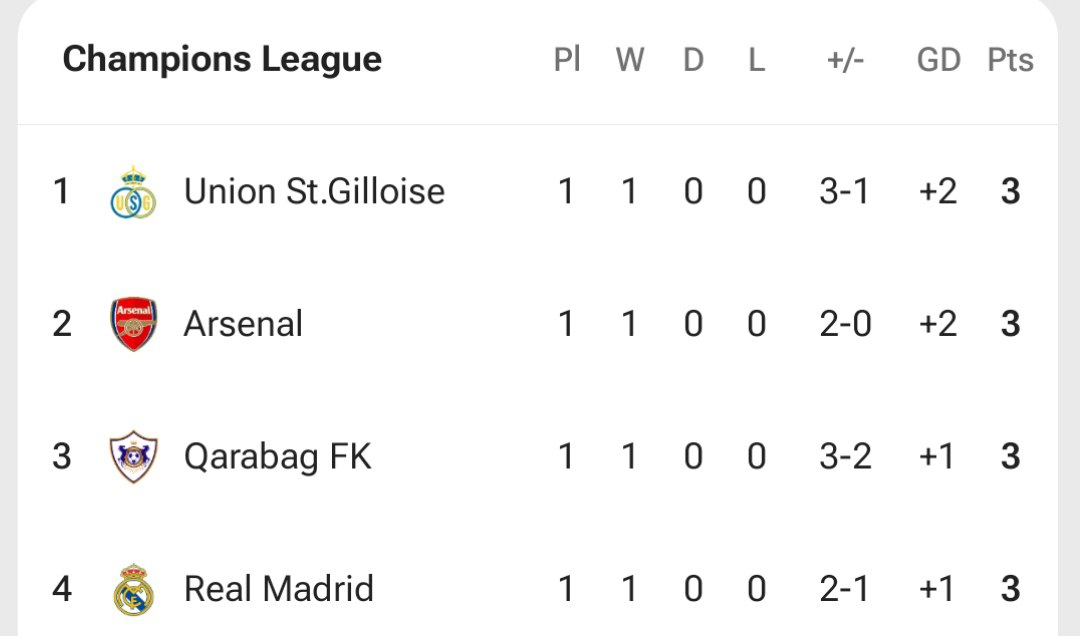 Champions League Pl W D L +/- GD Pts
1 USG Union St.Gilloise 1 1 0 0 3-1 +2 3
2 Arsenal Arsenal 1 1 0 0 2-0 +2 3
3 Qarabag FK 1 1 0 0 3-2 +1 3
4 Real Madrid 1 1 0 0 2-1 +1 3